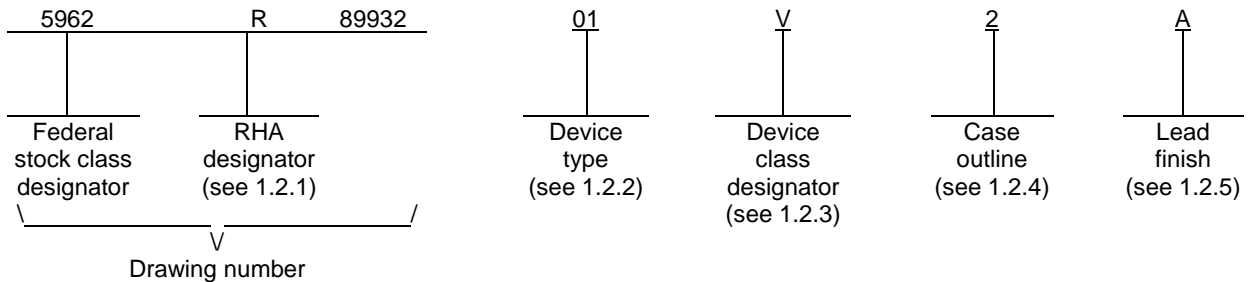 5962 R 89932 01 V 2 A
Federal stock class designator
RHA designator (see 1.2.1)
Device type (see 1.2.2)
Device class designator (see 1.2.3)
Case outline (see 1.2.4)
Lead finish (see 1.2.5)
\ /
\/
Drawing number